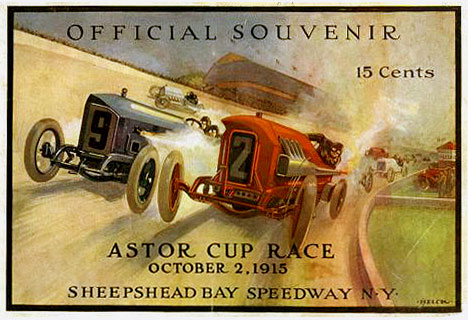 OFFICIAL SOUVENIR
15 Cents
9
2
ASTOR CUP RACE
OCTOBER 2, 1915
SHEEPSHEAD BAY SPEEDWAY N·Y·